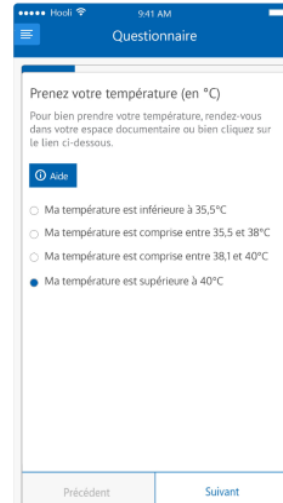 Hooli 9:41 AM
Questionnaire
Prenez votre température (en °C)
Pour bien prendre votre température, rendez-vous
dans votre espace documentaire ou bien cliquez sur
le lien ci-dessous.
Aide
Ma température est inférieure à 35,5°C
Ma température est comprise entre 35,5 et 38°C
Ma température est comprise entre 38,1 et 40°C
Ma température est supérieure à 40°C
Précédent Suivant